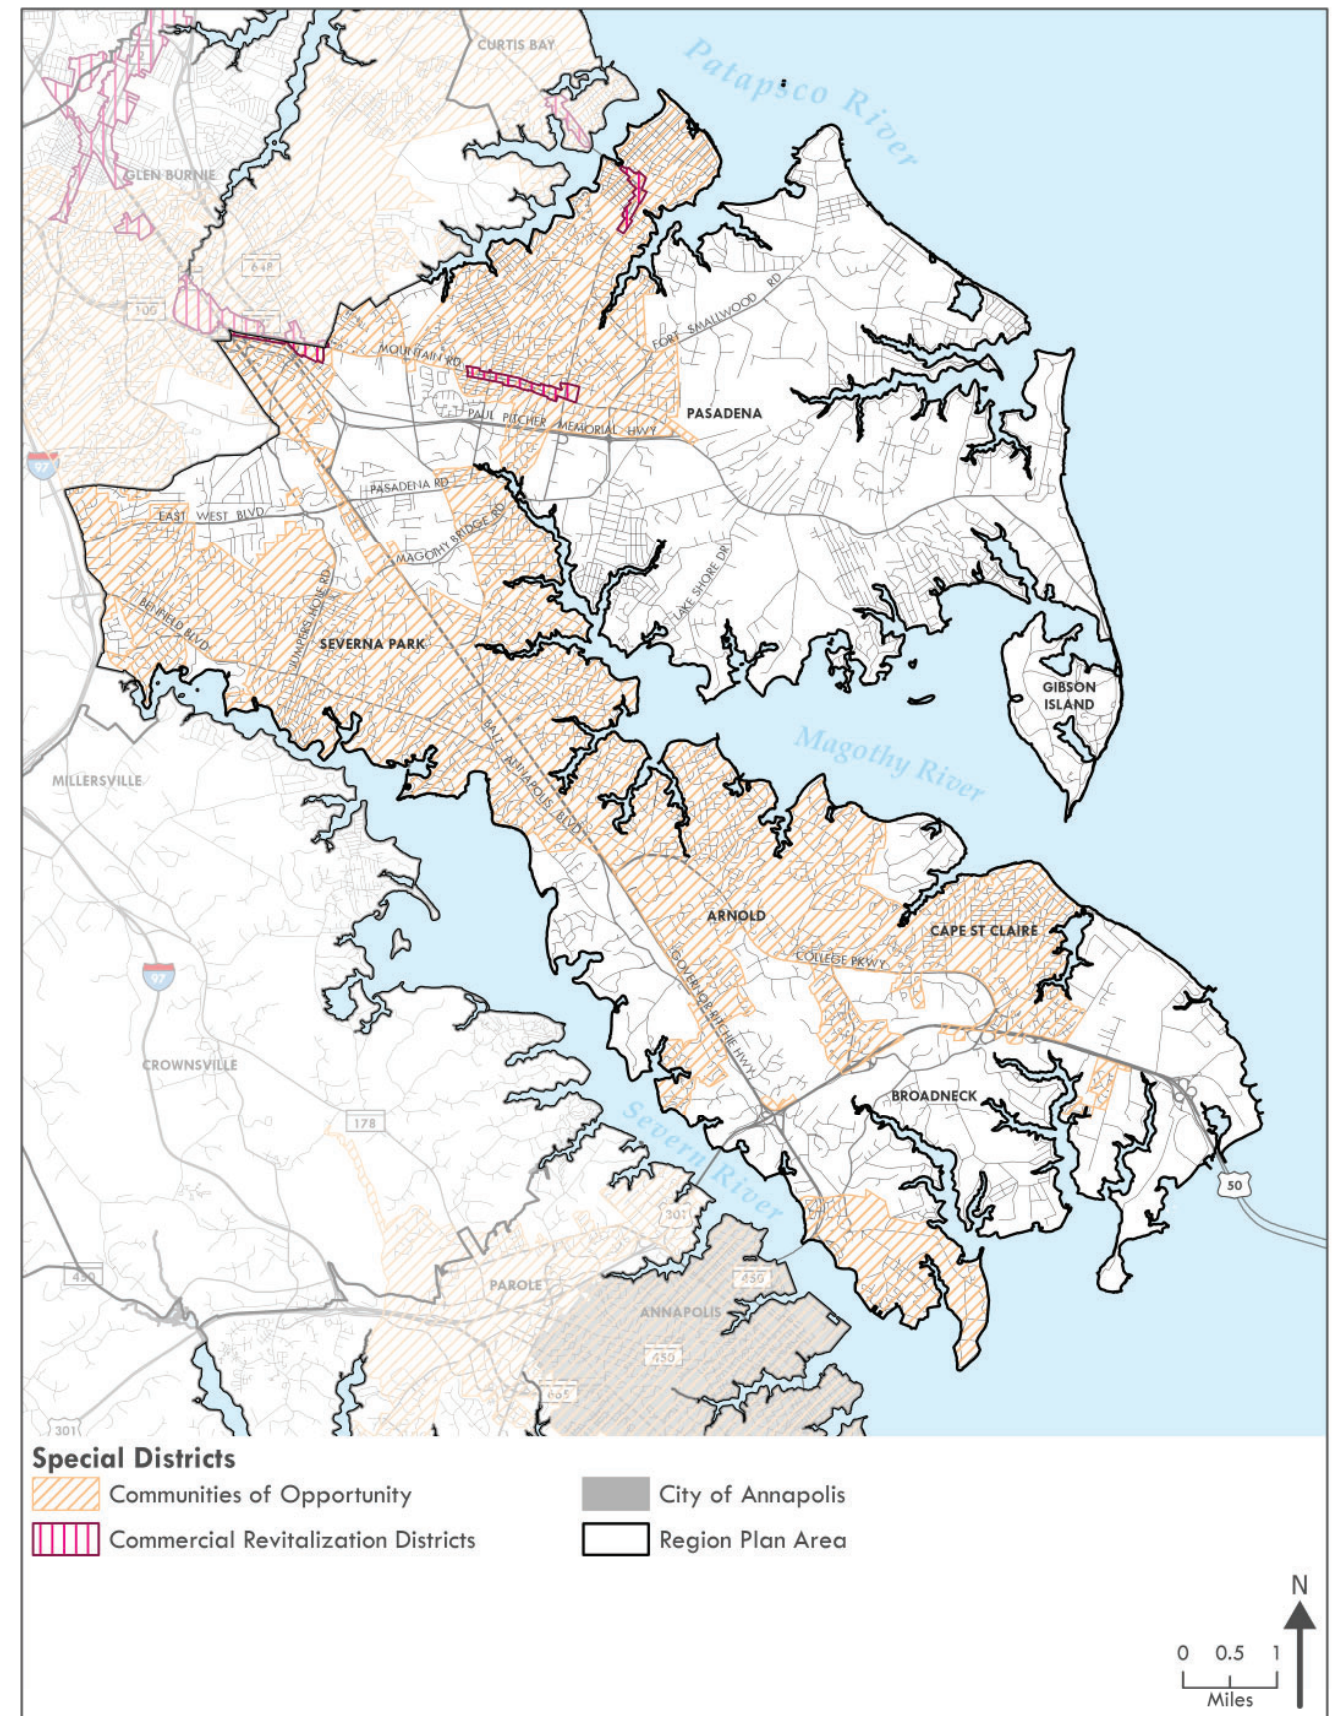 CURTIS BAY
Patapsco River
GLEN BURNIE
648
100
FORT SMALLWOOD RD
MOUNTAIN RD
PASADENA
PAUL PITCHER MEMORIAL HWY
97
PASADENA RD
EAST WEST BLVD
MAGOTHY BRIDGE RD
LAKE SHORE DR
BENFIELD BLVD
JUMPERS HOLE RD
SEVERNA PARK
GIBSON
ISLAND
BALT ANNAPOLIS BLVD
Magothy River
MILLERSVILLE
ARNOLD
CAPE ST CLAIRE
COLLEGE PKWY
GOVERNOR RITCHIE HWY
97
CROWNSVILLE
BROADNECK
178
Severn River
50
301
450
PAROLE
450
ANNAPOLIS
450
665
301
Special Districts
Communities of Opportunity
City of Annapolis
Commercial Revitalization Districts
Region Plan Area
N
0 0.5 1
Miles